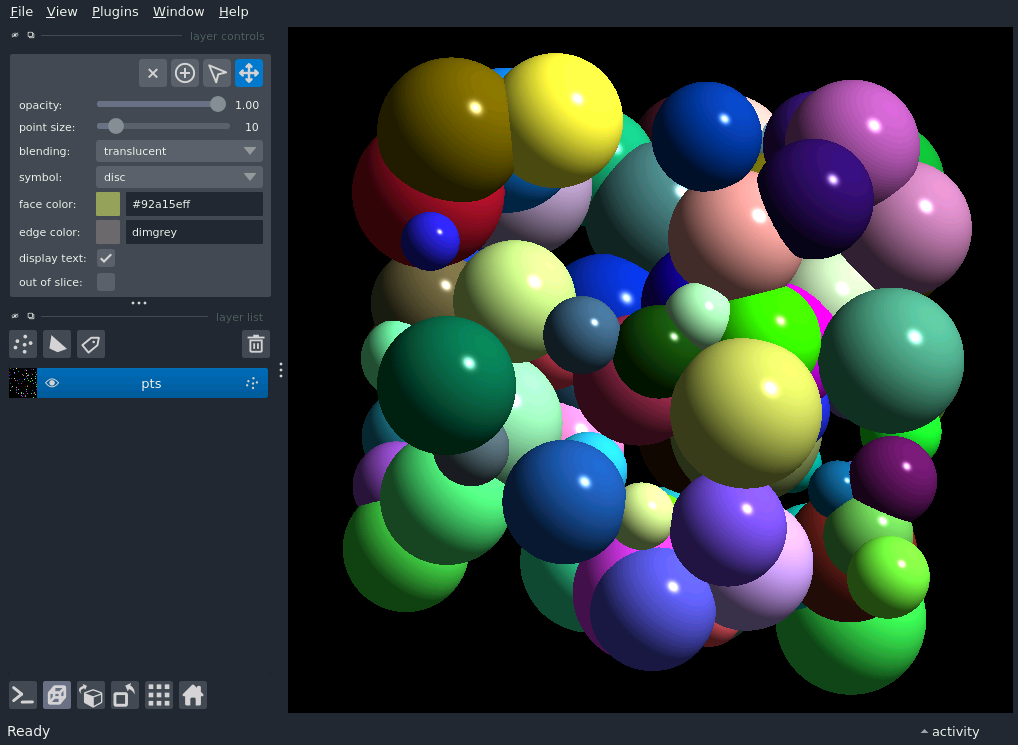 File View Plugins Window Help
layer controls
opacity: 1.00
point size: 10
blending: translucent
symbol: disc
face color: #92a15eff
edge color: dimgrey
display text:
out of slice:
layer list
pts
Ready
activity